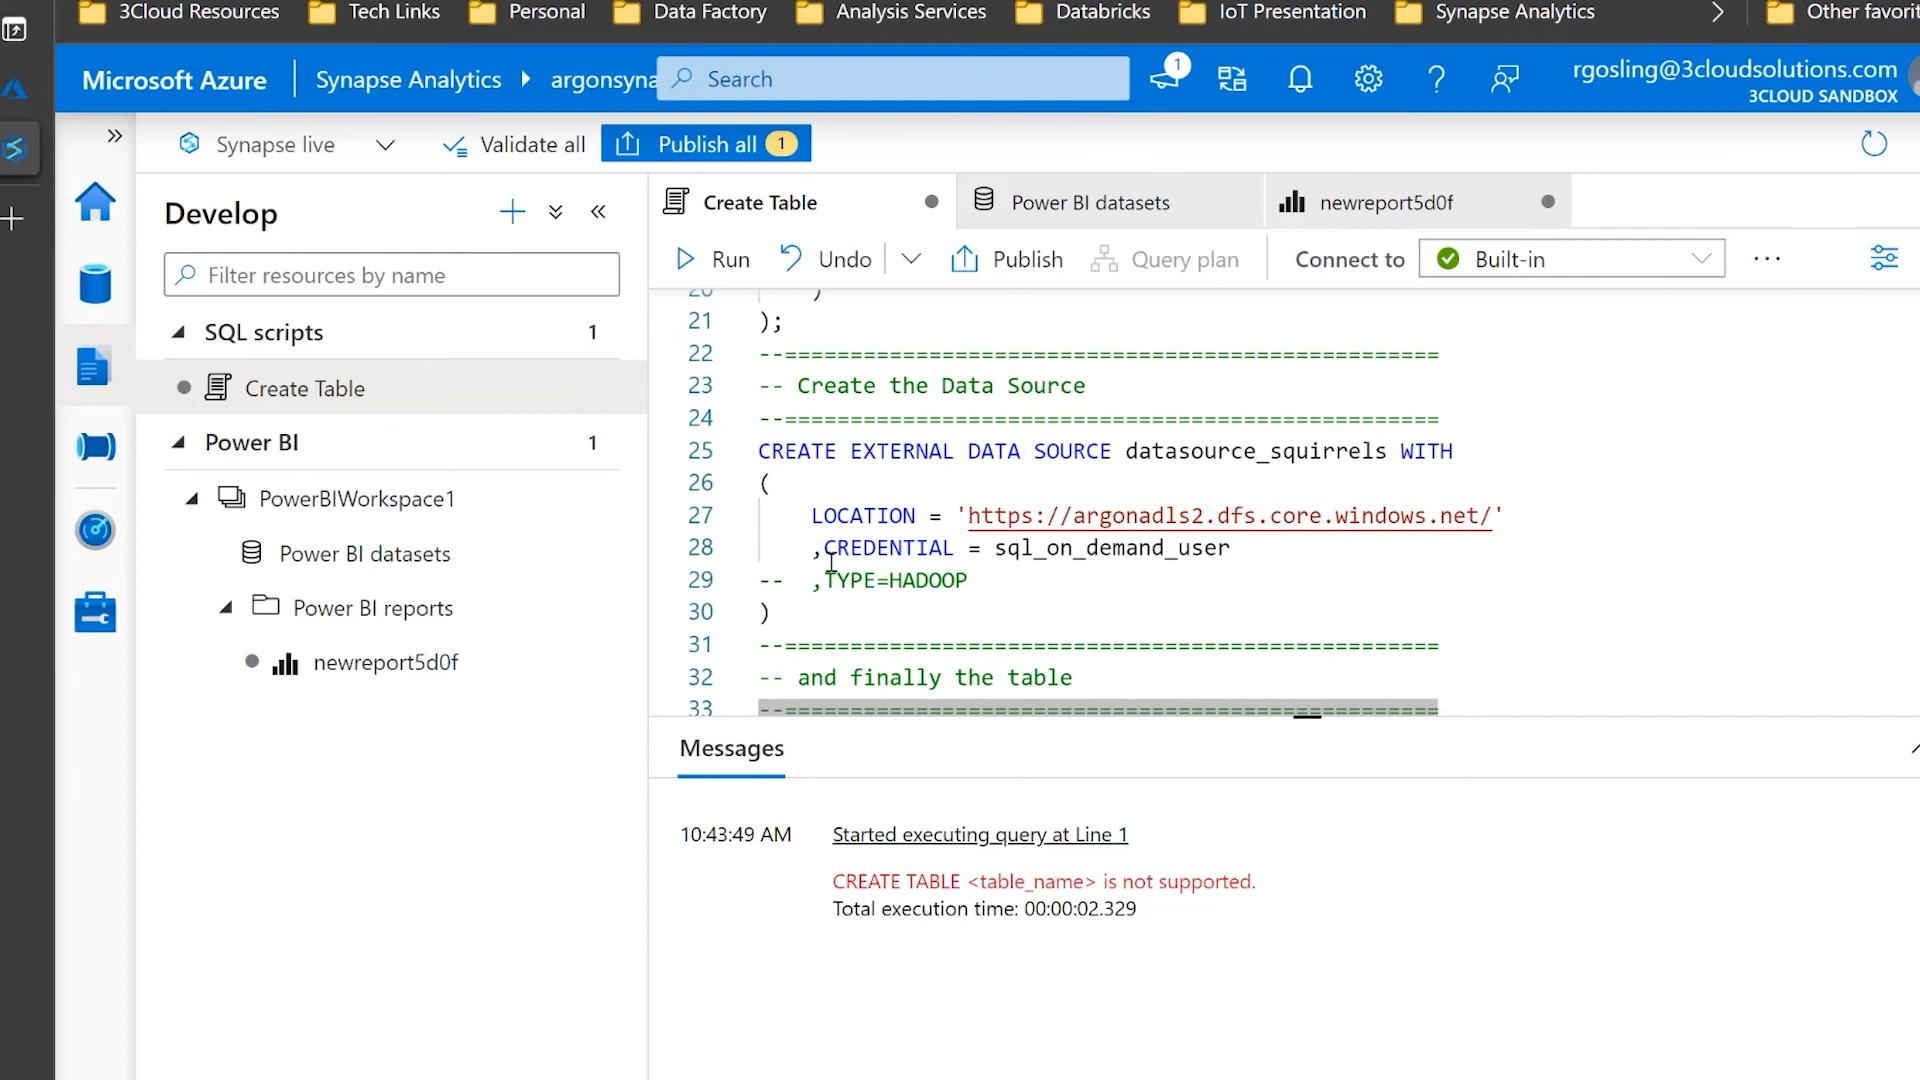 3Cloud Resources
Tech Links
Personal
Data Factory
Analysis Services
Databricks
IoT Presentation
Synapse Analytics
Other favorit
Microsoft Azure
Synapse Analytics
argonsyna
Search
1
rgosling@3cloudsolutions.com
3CLOUD SANDBOX
Synapse live
Validate all
Publish all 1
Develop
Filter resources by name
SQL scripts 1
Create Table
Power BI 1
PowerBIWorkspace1
Power BI datasets
Power BI reports
newreport5d0f
Create Table
Power BI datasets
newreport5d0f
Run
Undo
Publish
Query plan
Connect to
Built-in
20 )
21 );
22 --==================================================
23 -- Create the Data Source
24 --==================================================
25 CREATE EXTERNAL DATA SOURCE datasource_squirrels WITH
26 (
27 LOCATION = 'https://argonadls2.dfs.core.windows.net/'
28 ,CREDENTIAL = sql_on_demand_user
29 -- ,TYPE=HADOOP
30 )
31 --==================================================
32 -- and finally the table
33 --==================================================
Messages
10:43:49 AM Started executing query at Line 1
CREATE TABLE <table_name> is not supported.
Total execution time: 00:00:02.329